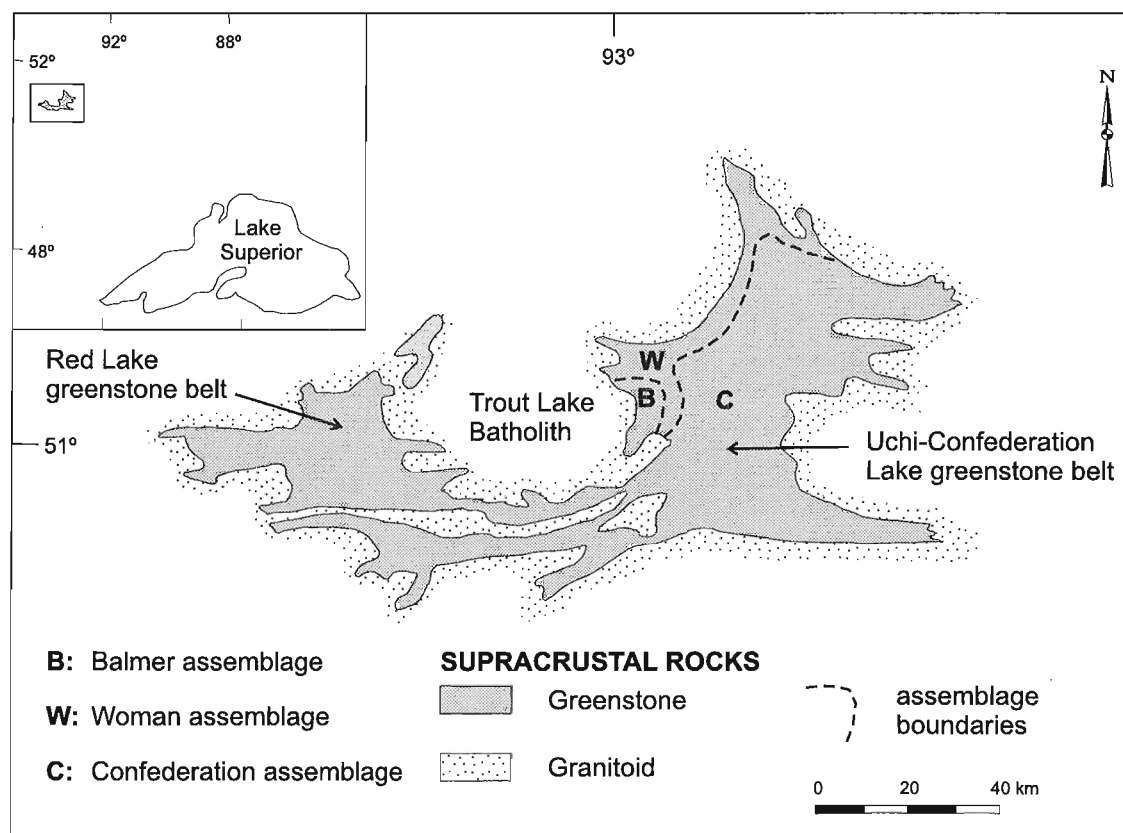 92º 88º
93º
52º
N
Lake
Superior
48º
Red Lake
greenstone belt
W
B
C
Trout Lake
Batholith
51º
Uchi-Confederation
Lake greenstone belt
B: Balmer assemblage
W: Woman assemblage
C: Confederation assemblage
SUPRACRUSTAL ROCKS
Greenstone
Granitoid
assemblage
boundaries
0 20 40 km